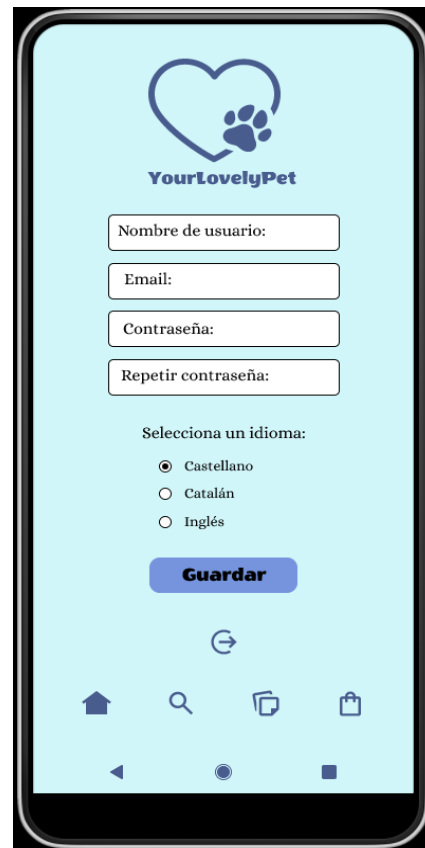 YourLovelyPet
Nombre de usuario:
Email:
Contraseña:
Repetir contraseña:
Selecciona un idioma:
Castellano
Catalán
Inglés
Guardar